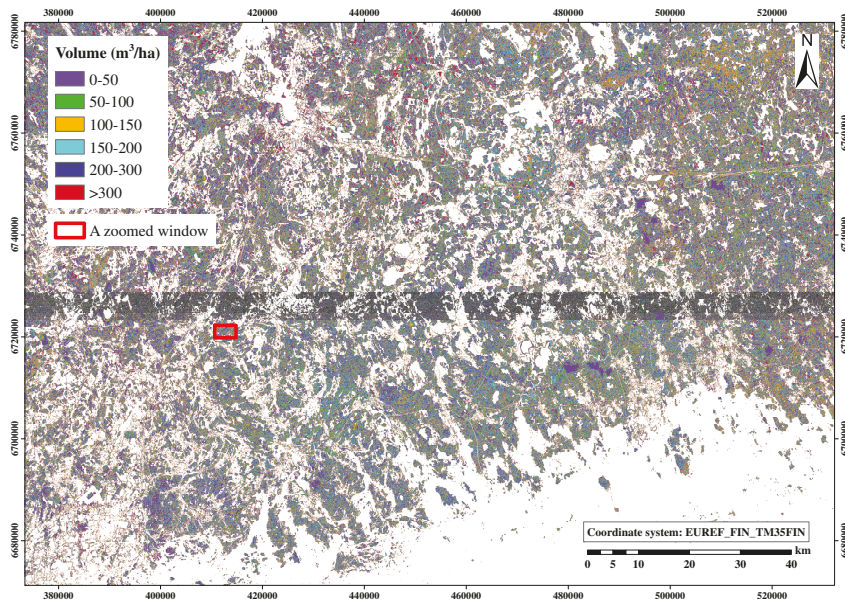 380000 400000 420000 440000 460000 480000 500000 520000
6780000 6780000
N
Volume (m³/ha)
0-50
50-100
100-150
150-200
200-300
>300
A zoomed window
6760000 6760000
6740000 6740000
6720000 6720000
6700000 6700000
6680000 6680000
Coordinate system: EUREF_FIN_TM35FIN
km
0 5 10 20 30 40
380000 400000 420000 440000 460000 480000 500000 520000